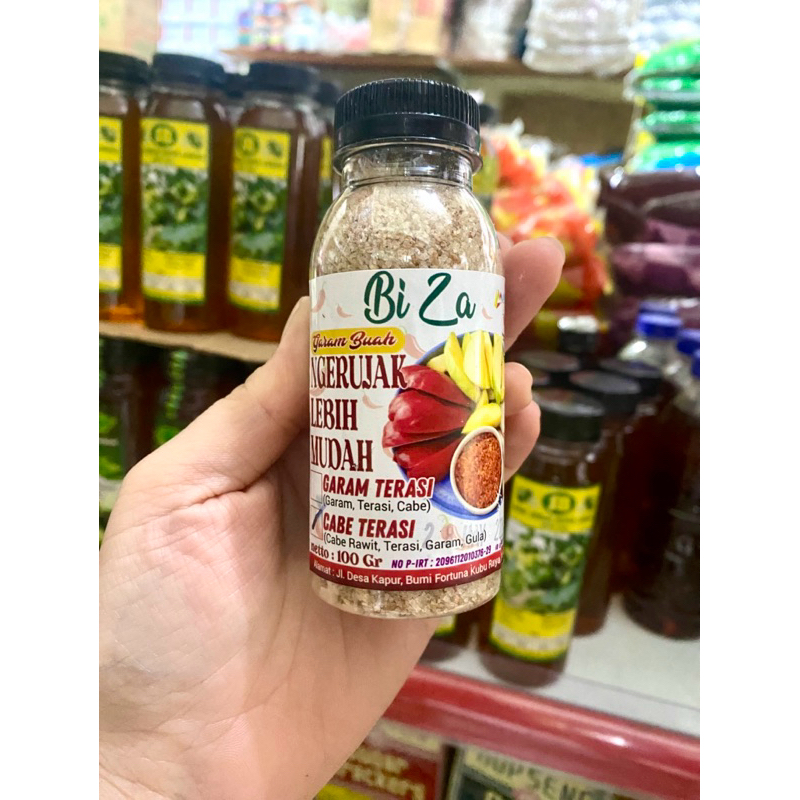 Bi Za
Garam Buah
NGERUJAK
LEBIH
MUDAH
GARAM TERASI
(Garam, Terasi, Cabe)
CABE TERASI
(Cabe Rawit, Terasi, Garam, Gula)
netto : 100 Gr
NO P-IRT : 2096112010376-29
Alamat : Jl. Desa Kapur, Bumi Fortuna Kubu Raya